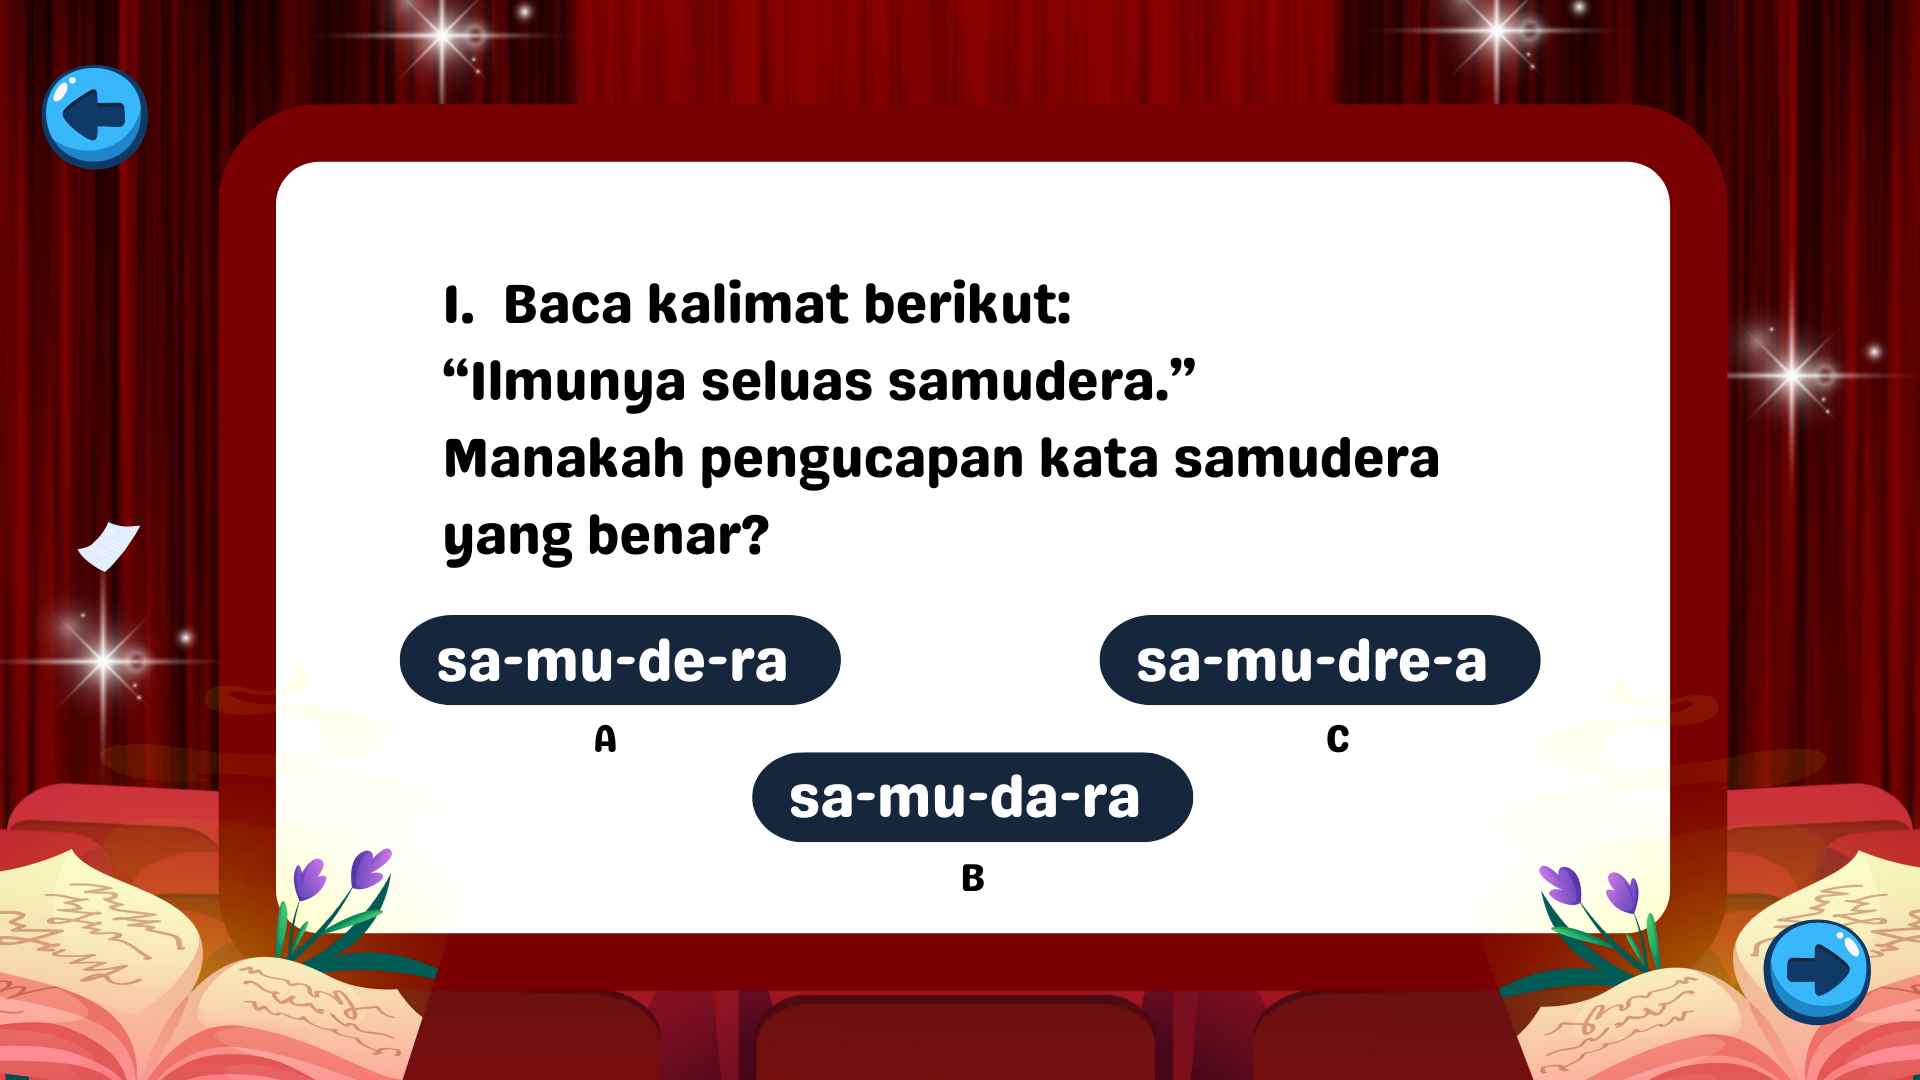 1. Baca kalimat berikut:
“Ilmunya seluas samudera.”
Manakah pengucapan kata samudera
yang benar?
sa-mu-de-ra
A
sa-mu-da-ra
B
sa-mu-dre-a
C